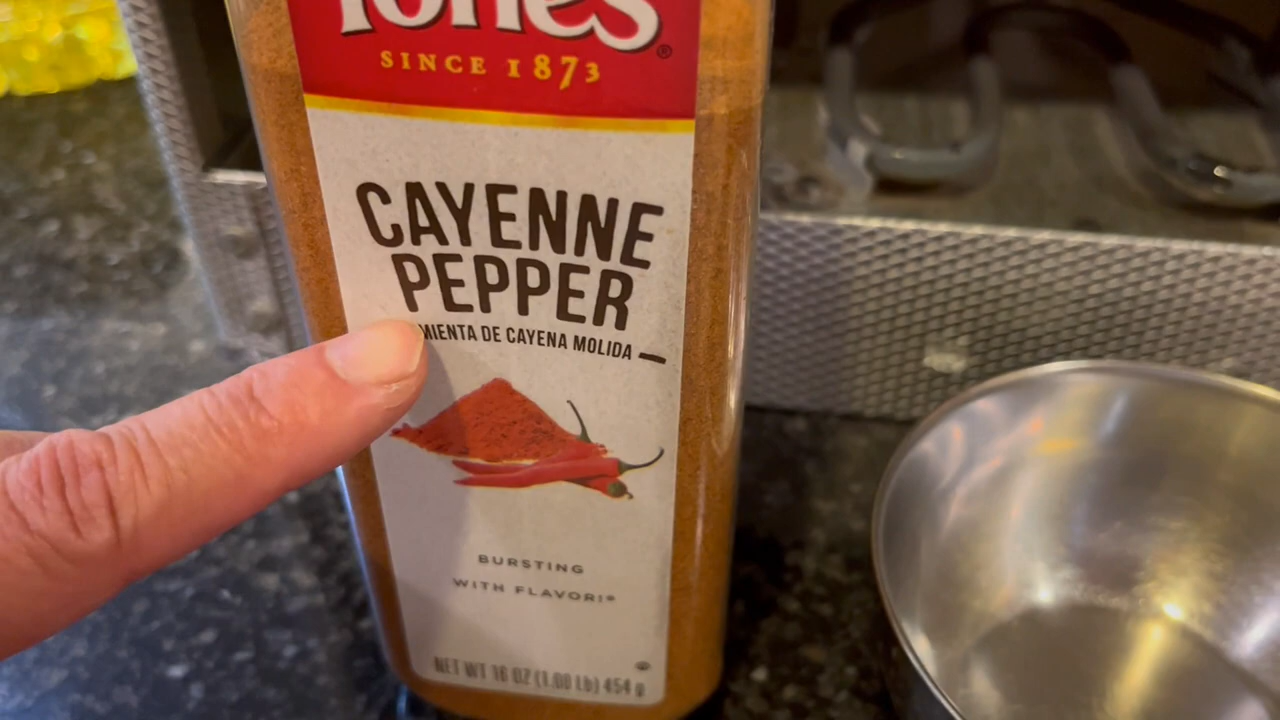 Tones®
SINCE 1873
CAYENNE
PEPPER
MIENTA DE CAYENA MOLIDA
BURSTING
WITH FLAVOR!®
NET WT 16 OZ (1.00 Lb) 454 g